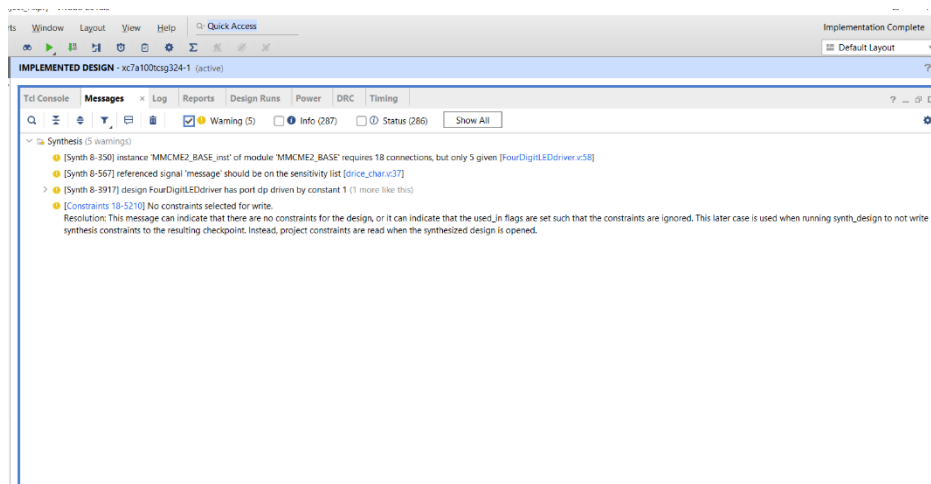 Window Layout View Help Quick Access Implementation Complete
Default Layout
IMPLEMENTED DESIGN - xc7a100tcsg324-1 (active) ?
Tcl Console Messages × Log Reports Design Runs Power DRC Timing ?
Warning (5) Info (287) Status (286) Show All
Synthesis (5 warnings)
[Synth 8-350] instance 'MMCME2_BASE_inst' of module 'MMCME2_BASE' requires 18 connections, but only 5 given [FourDigitLEDdriver.v:58]
[Synth 8-567] referenced signal 'message' should be on the sensitivity list [drice_char.v:37]
[Synth 8-3917] design FourDigitLEDdriver has port dp driven by constant 1 (1 more like this)
[Constraints 18-5210] No constraints selected for write.
Resolution: This message can indicate that there are no constraints for the design, or it can indicate that the used_in flags are set such that the constraints are ignored. This later case is used when running synth_design to not write
synthesis constraints to the resulting checkpoint. Instead, project constraints are read when the synthesized design is opened.